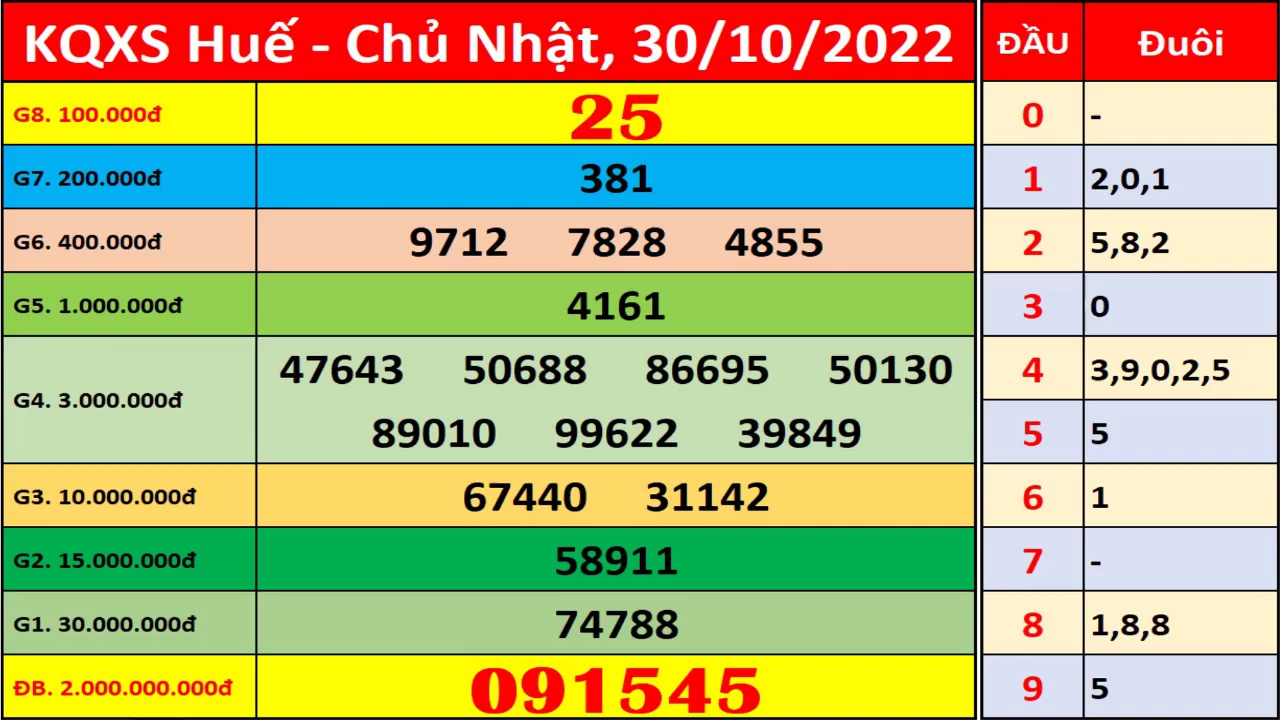 KQXS Huế - Chủ Nhật, 30/10/2022 ĐẦU Đuôi
G8. 100.000đ 25 0 -
G7. 200.000đ 381 1 2,0,1
G6. 400.000đ 9712 7828 4855 2 5,8,2
G5. 1.000.000đ 4161 3 0
47643 50688 86695 50130 4 3,9,0,2,5
G4. 3.000.000đ
89010 99622 39849 5 5
G3. 10.000.000đ 67440 31142 6 1
G2. 15.000.000đ 58911 7 -
G1. 30.000.000đ 74788 8 1,8,8
ĐB. 2.000.000.000đ 091545 9 5